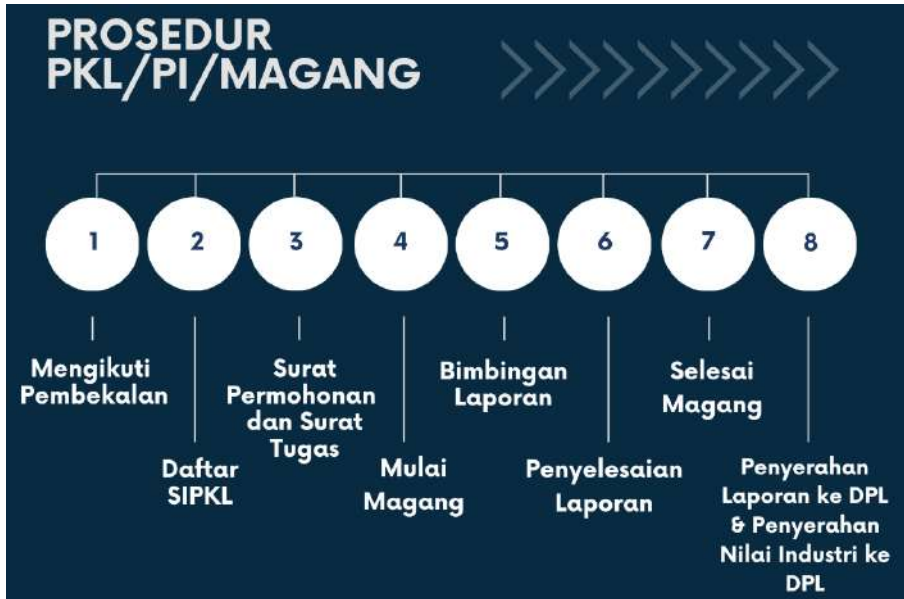 PROSEDUR
PKL/PI/MAGANG
1
2
3
4
5
6
7
8
Mengikuti
Pembekalan
Daftar
SIPKL
Surat
Permohonan
dan Surat
Tugas
Mulai
Magang
Bimbingan
Laporan
Penyelesaian
Laporan
Selesai
Magang
Penyerahan
Laporan ke DPL
& Penyerahan
Nilai Industri ke
DPL